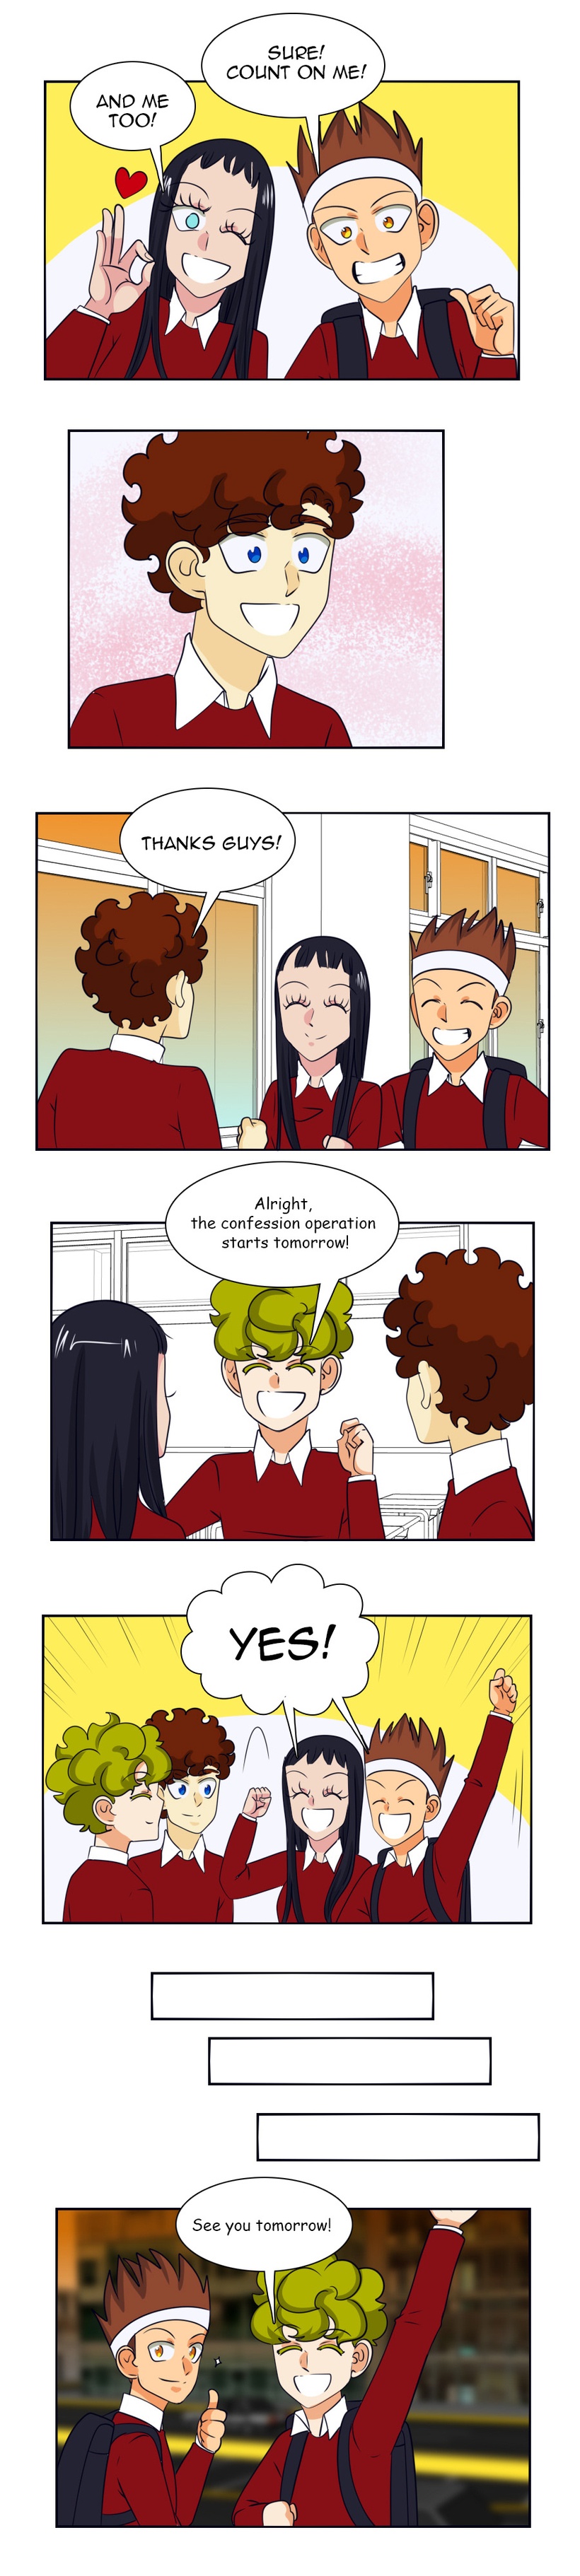 SURE!
COUNT ON ME!
AND ME
TOO!
THANKS GUYS!
Alright,
the confession operation
starts tomorrow!
YES!
See you tomorrow!